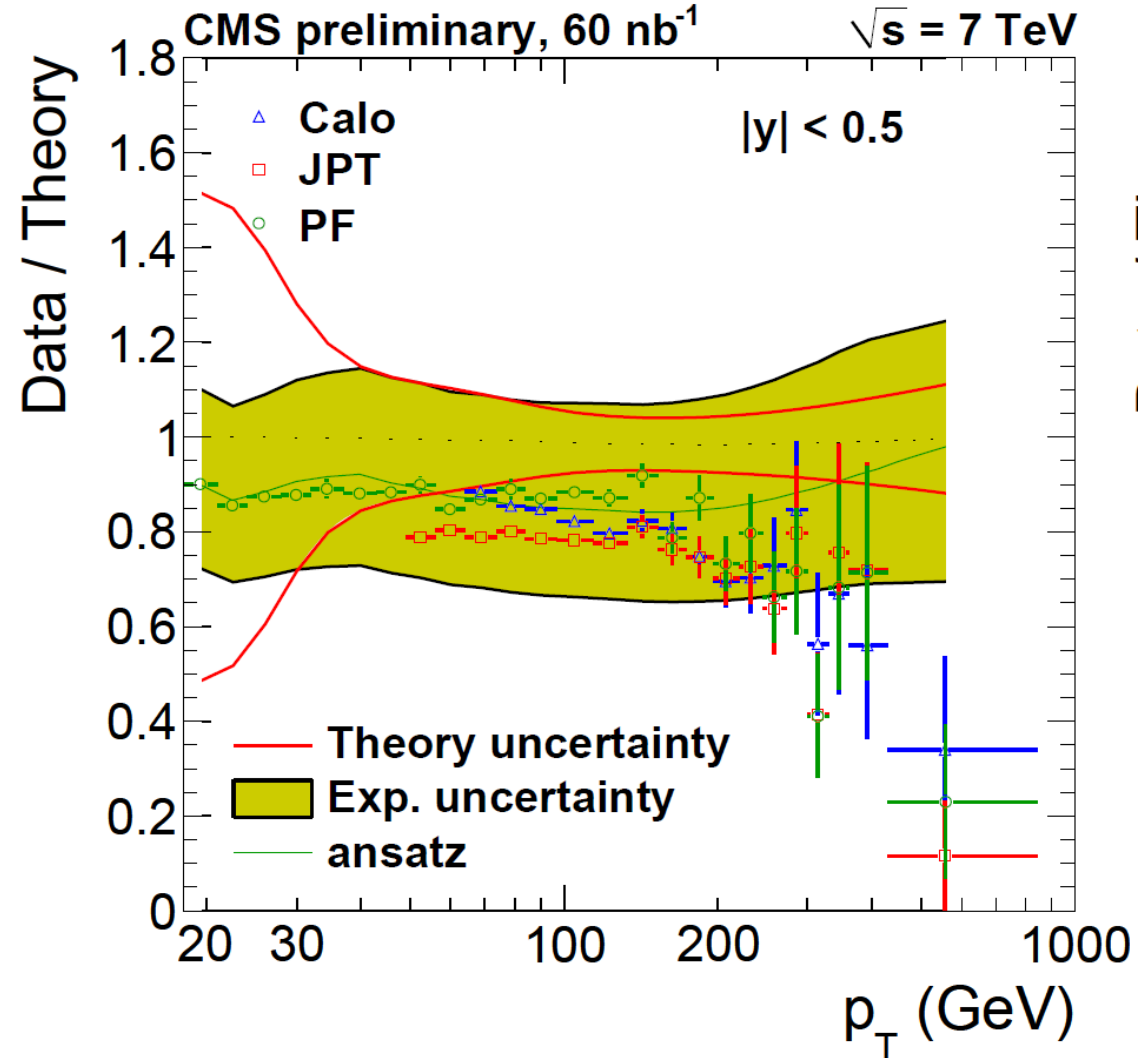 CMS preliminary, 60 nb⁻¹ √s = 7 TeV
Data / Theory
1.8
1.6
1.4
1.2
1
0.8
0.6
0.4
0.2
0
Calo
JPT
PF
|y| < 0.5
Theory uncertainty
Exp. uncertainty
ansatz
20 30 100 200 1000
p_T (GeV)